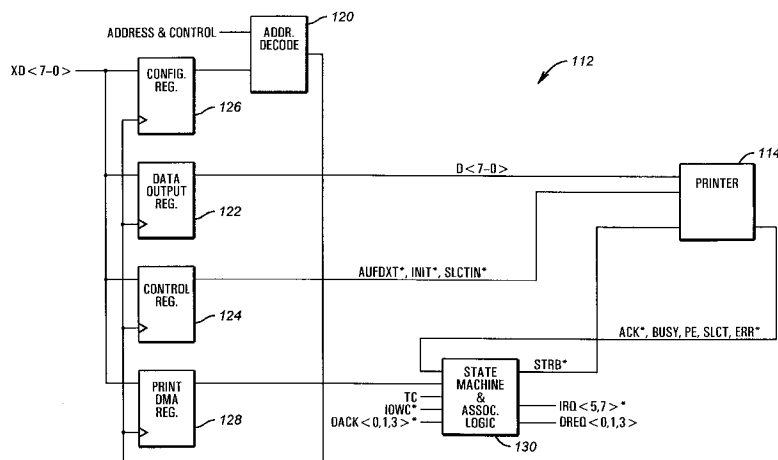 ADDRESS & CONTROL
ADDR.
DECODE
120
XD<7-0>
CONFIG.
REG.
126
112
DATA
OUTPUT
REG.
122
D<7-0>
PRINTER
114
CONTROL
REG.
124
AUFDXT*, INIT*, SLCTIN*
ACK*, BUSY, PE, SLCT, ERR*
PRINT
DMA
REG.
128
STATE
MACHINE
&
ASSOC.
LOGIC
130
STRB*
TC
IOWC*
DACK<0,1,3>*
IRQ<5,7>*
DREQ<0,1,3>